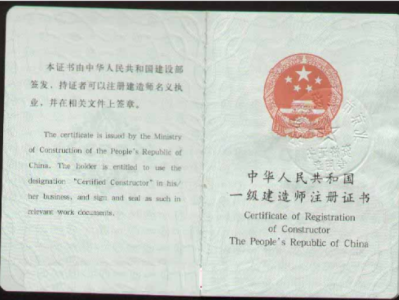 本证书由中华人民共和国建设部
签发，持证者可以注册建造师名义执
业，并在相关文件上签章。
The certificate is issued by the Ministry
of Construction of the People's Republic of
China. The holder is entitled to use the
designation "Certified Constructor" in his/
her business, and sign and seal as such in
relevant work documents.
中华人民共和国
一级建造师注册证书
Certificate of Registration
of Constructor
The People's Republic of China